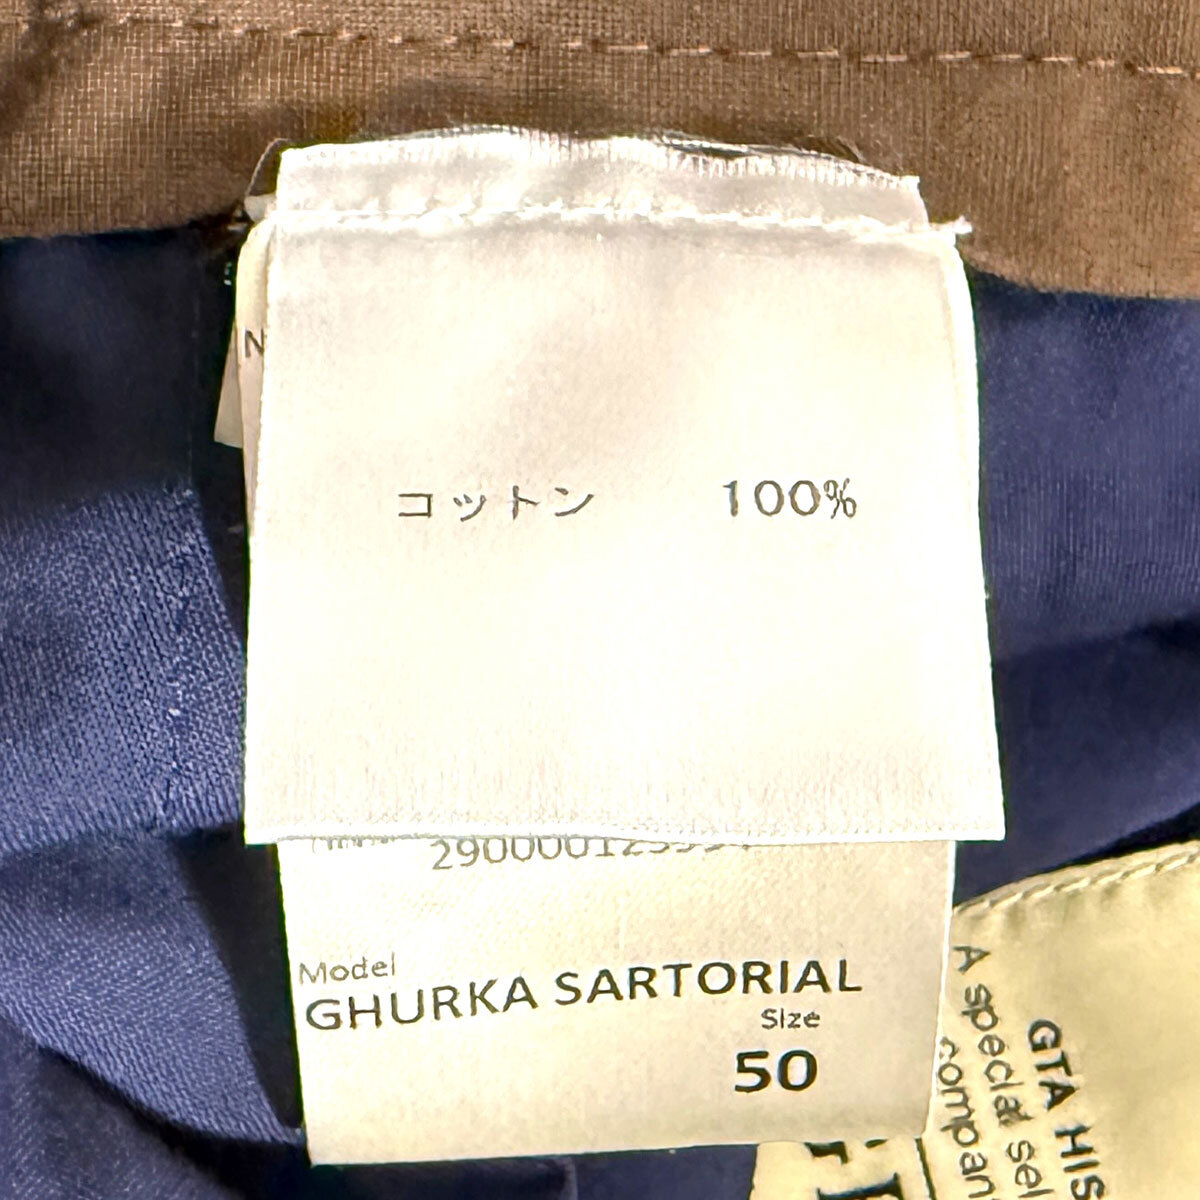 コットン 100%
Model
GHURKA SARTORIAL
Size
50
GTA HIS
A special sel
compan